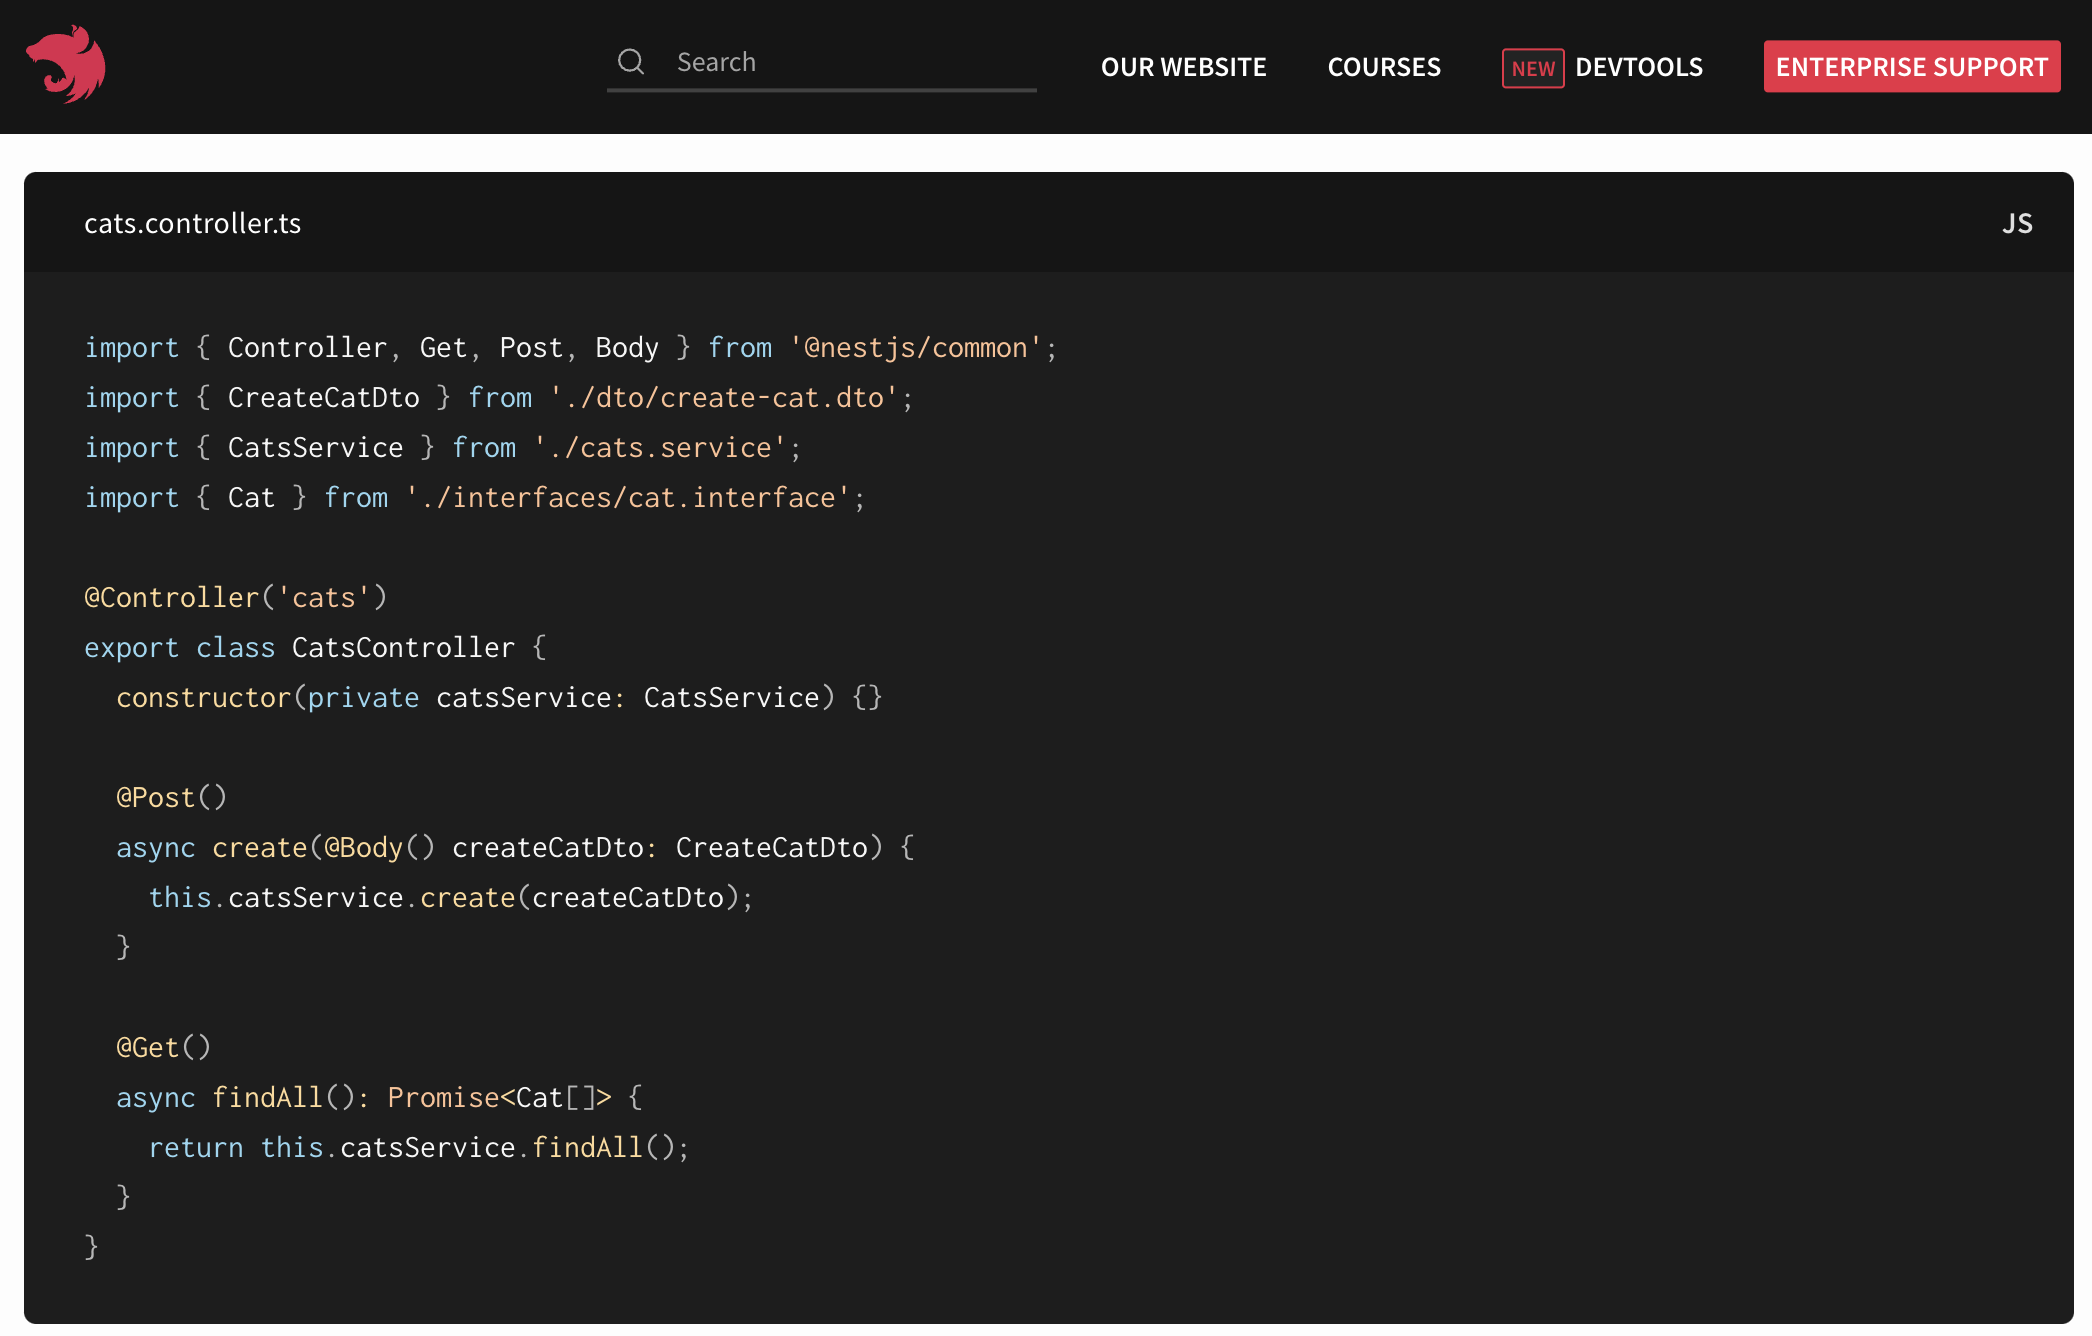 Search
OUR WEBSITE
COURSES
NEW DEVTOOLS
ENTERPRISE SUPPORT
cats.controller.ts
JS
import { Controller, Get, Post, Body } from '@nestjs/common';
import { CreateCatDto } from './dto/create-cat.dto';
import { CatsService } from './cats.service';
import { Cat } from './interfaces/cat.interface';

@Controller('cats')
export class CatsController {
  constructor(private catsService: CatsService) {}

  @Post()
  async create(@Body() createCatDto: CreateCatDto) {
    this.catsService.create(createCatDto);
  }

  @Get()
  async findAll(): Promise<Cat[]> {
    return this.catsService.findAll();
  }
}